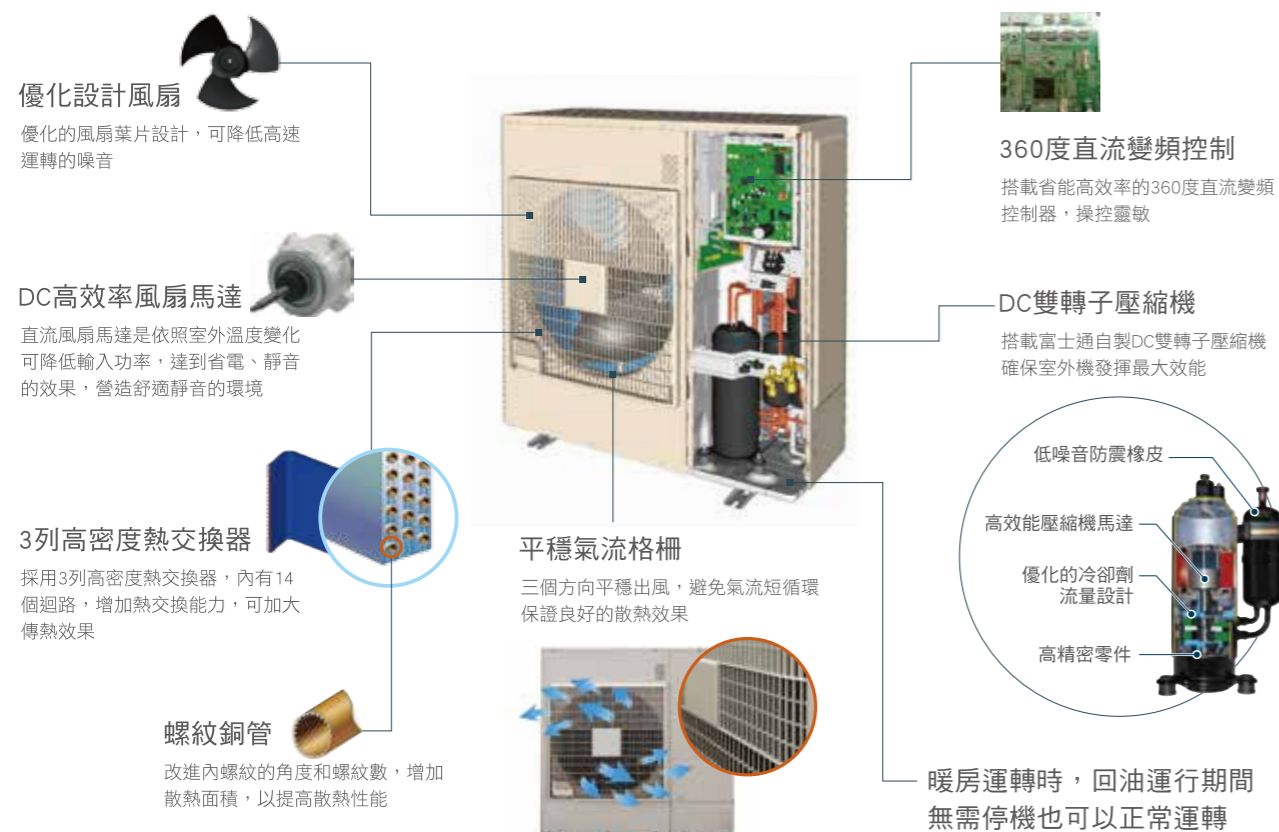 優化設計風扇
優化的風扇葉片設計，可降低高速
運轉的噪音
DC高效率風扇馬達
直流風扇馬達是依照室外溫度變化
可降低輸入功率，達到省電、靜音
的效果，營造舒適靜音的環境
3列高密度熱交換器
採用3列高密度熱交換器，內有14
個迴路，增加熱交換能力，可加大
傳熱效果
螺紋銅管
改進內螺紋的角度和螺紋數，增加
散熱面積，以提高散熱性能
平穩氣流格柵
三個方向平穩出風，避免氣流短循環
保證良好的散熱效果
360度直流變頻控制
搭載省能高效率的360度直流變頻
控制器，操控靈敏
DC雙轉子壓縮機
搭載富士通自製DC雙轉子壓縮機
確保室外機發揮最大效能
低噪音防震橡皮
高效能壓縮機馬達
優化的冷卻劑
流量設計
高精密零件
暖房運轉時，回油運行期間
無需停機也可以正常運轉